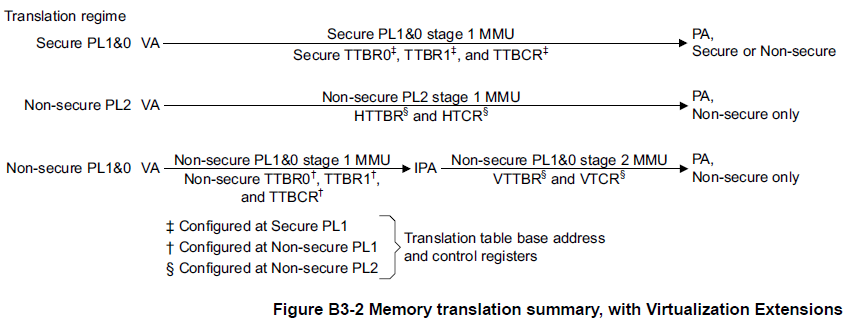 Translation regime
Secure PL1&0 VA
Secure PL1&0 stage 1 MMU
Secure TTBR0‡, TTBR1‡, and TTBCR‡
PA,
Secure or Non-secure
Non-secure PL2 VA
Non-secure PL2 stage 1 MMU
HTTBR§ and HTCR§
PA,
Non-secure only
Non-secure PL1&0 VA
Non-secure PL1&0 stage 1 MMU
Non-secure TTBR0†, TTBR1†,
and TTBCR†
IPA
Non-secure PL1&0 stage 2 MMU
VTTBR§ and VTCR§
PA,
Non-secure only
‡ Configured at Secure PL1
† Configured at Non-secure PL1
§ Configured at Non-secure PL2
Translation table base address
and control registers
Figure B3-2 Memory translation summary, with Virtualization Extensions